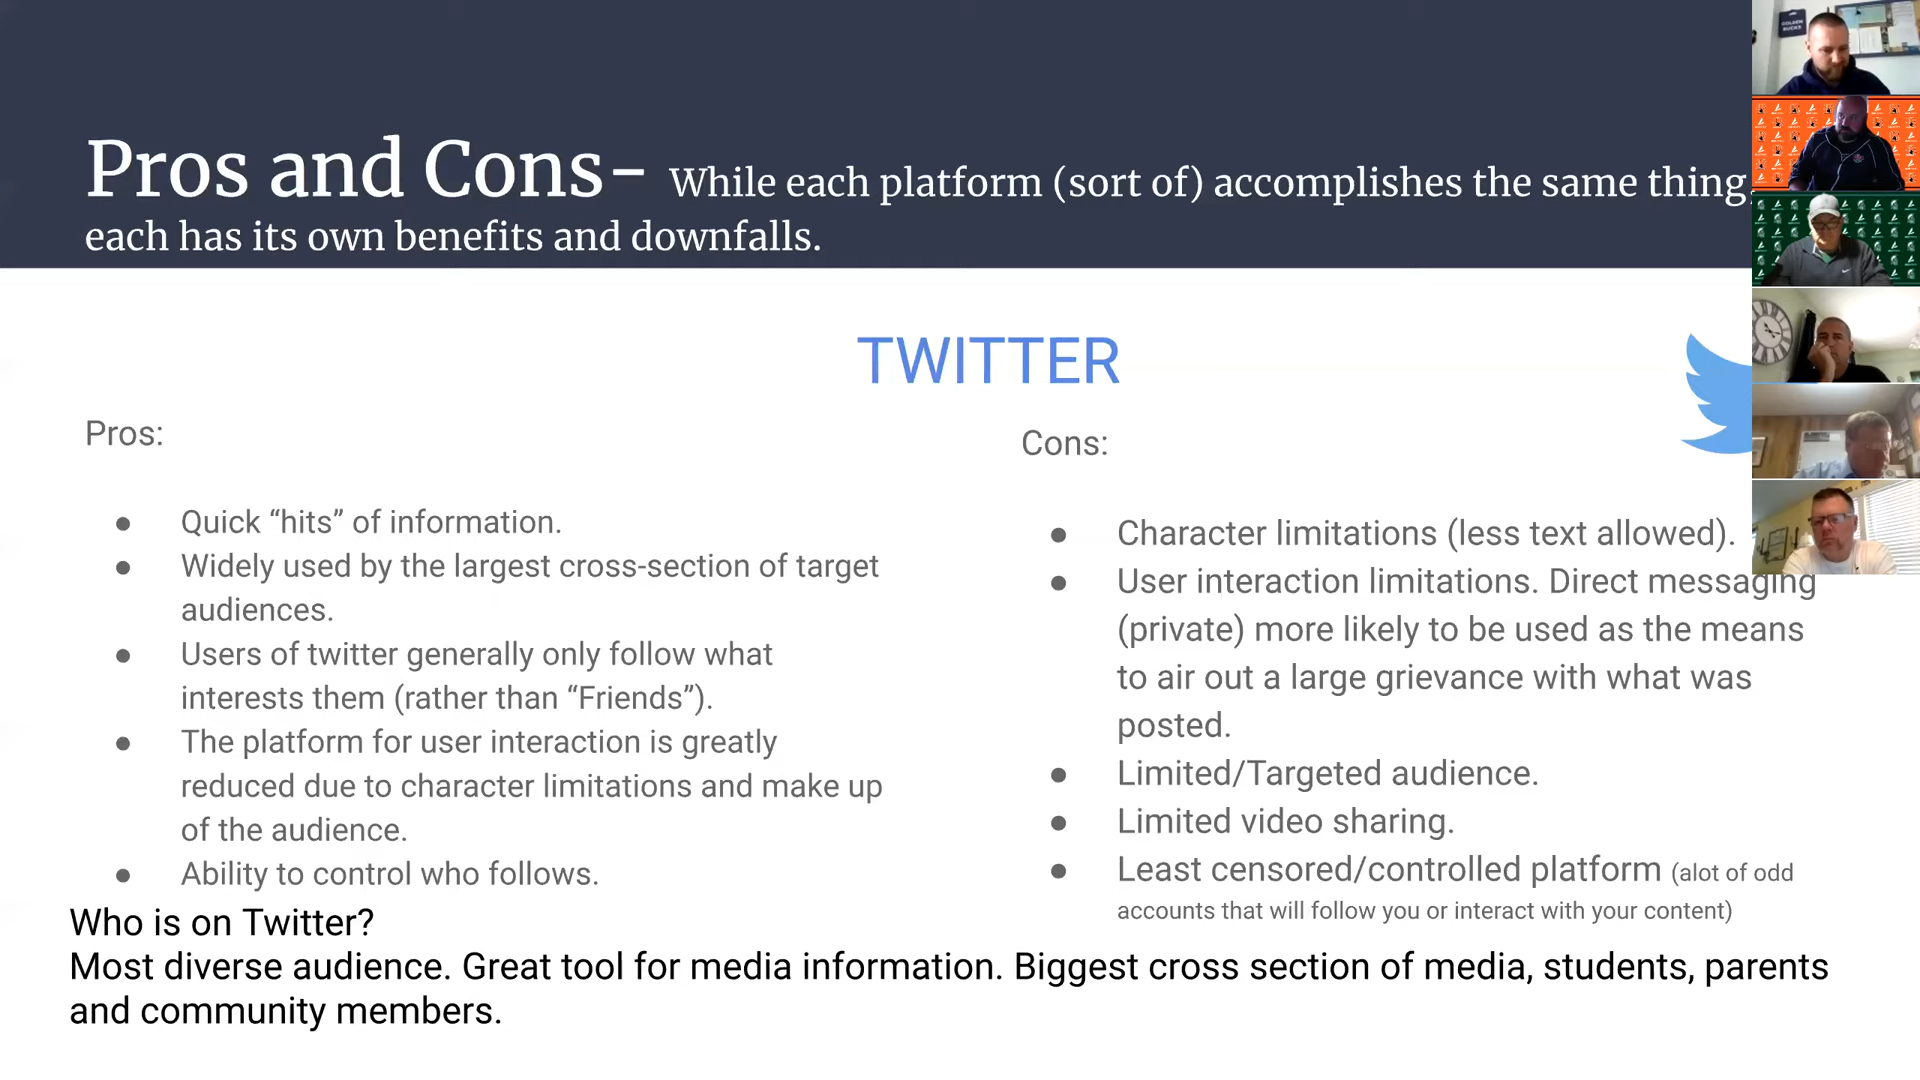 Pros and Cons- While each platform (sort of) accomplishes the same thing,
each has its own benefits and downfalls.
TWITTER
Pros:
● Quick “hits” of information.
● Widely used by the largest cross-section of target
audiences.
● Users of twitter generally only follow what
interests them (rather than “Friends”).
● The platform for user interaction is greatly
reduced due to character limitations and make up
of the audience.
● Ability to control who follows.
Cons:
● Character limitations (less text allowed).
● User interaction limitations. Direct messaging
(private) more likely to be used as the means
to air out a large grievance with what was
posted.
● Limited/Targeted audience.
● Limited video sharing.
● Least censored/controlled platform (alot of odd
accounts that will follow you or interact with your content)
Who is on Twitter?
Most diverse audience. Great tool for media information. Biggest cross section of media, students, parents
and community members.
GOLDEN
BUCKS